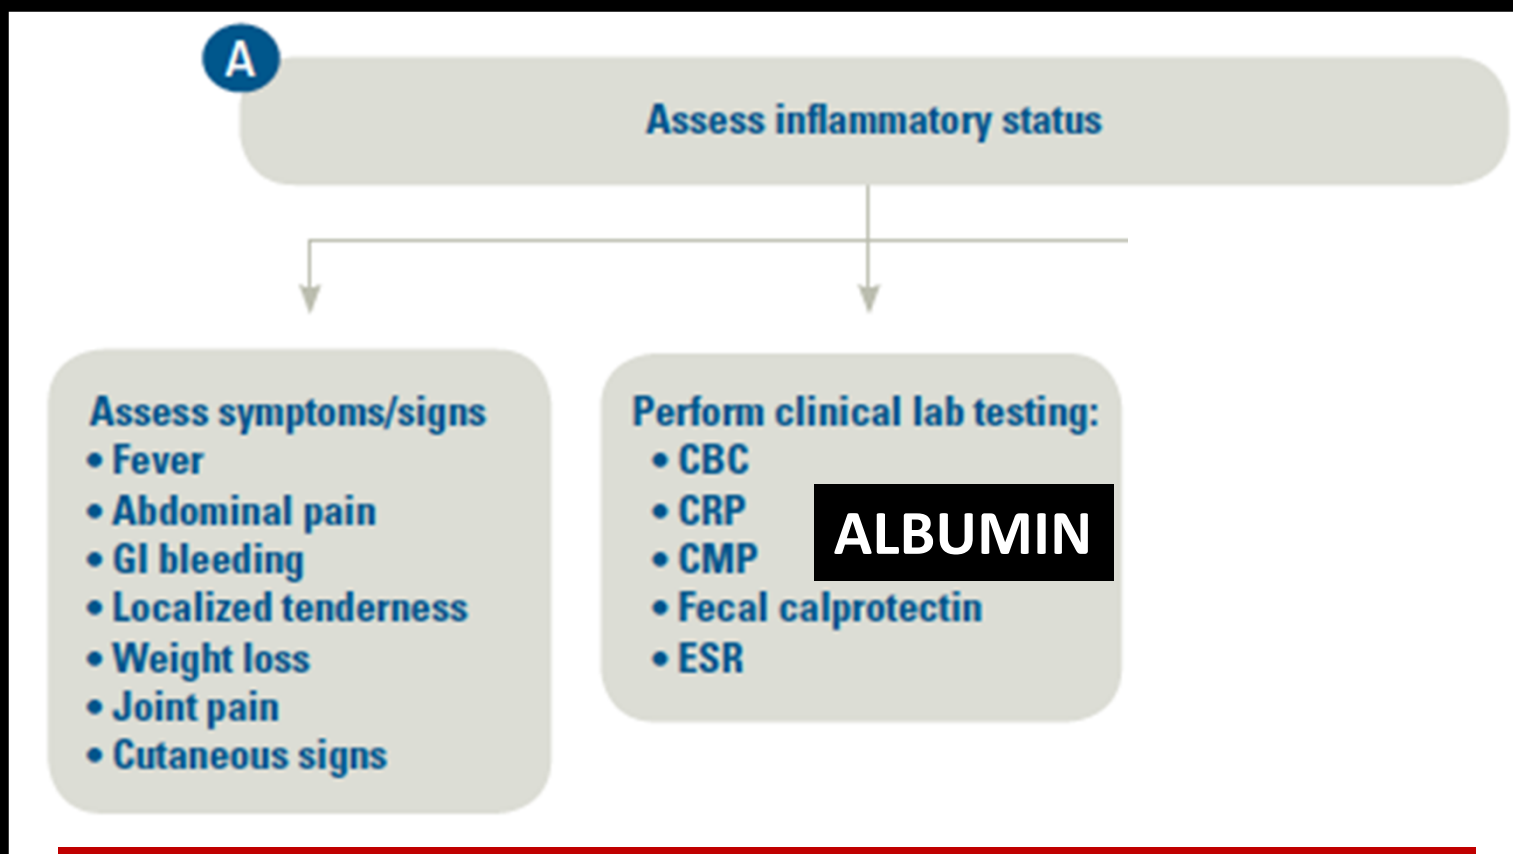 A
Assess inflammatory status
Assess symptoms/signs
• Fever
• Abdominal pain
• GI bleeding
• Localized tenderness
• Weight loss
• Joint pain
• Cutaneous signs
Perform clinical lab testing:
• CBC
• CRP
• CMP
• Fecal calprotectin
• ESR
ALBUMIN